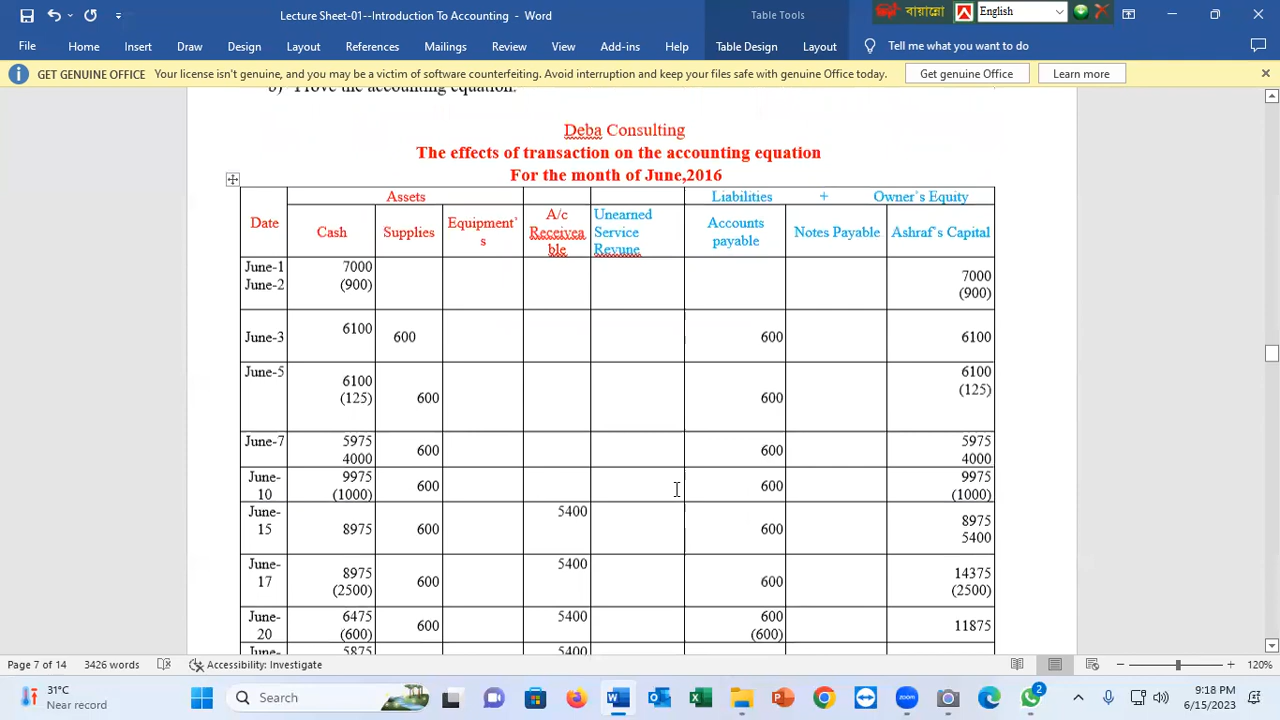 Lecture Sheet-01--Introduction To Accounting - Word
Table Tools
বায়ান্নো
English
File Home Insert Draw Design Layout References Mailings Review View Add-ins Help Table Design Layout Tell me what you want to do
GET GENUINE OFFICE Your license isn't genuine, and you may be a victim of software counterfeiting. Avoid interruption and keep your files safe with genuine Office today. Get genuine Office Learn more
b) Prove the accounting equation.
Deba Consulting
The effects of transaction on the accounting equation
For the month of June,2016
Assets Liabilities + Owner's Equity
Date Cash Supplies Equipment's A/c Receiveable Unearned Service Revune Accounts payable Notes Payable Ashraf's Capital
June-1 7000 7000
June-2 (900) (900)
June-3 6100 600 600 6100
June-5 6100 600 600 6100
(125) (125)
June-7 5975 600 600 5975
4000 4000
June-10 9975 600 600 9975
(1000) (1000)
June-15 8975 600 5400 600 8975
5400
June-17 8975 600 5400 600 14375
(2500) (2500)
June-20 6475 600 5400 600 11875
(600) (600)
June- 5875 5400
Page 7 of 14 3426 words Accessibility: Investigate 120%
31°C
Near record
Search
2
9:18 PM
6/15/2023